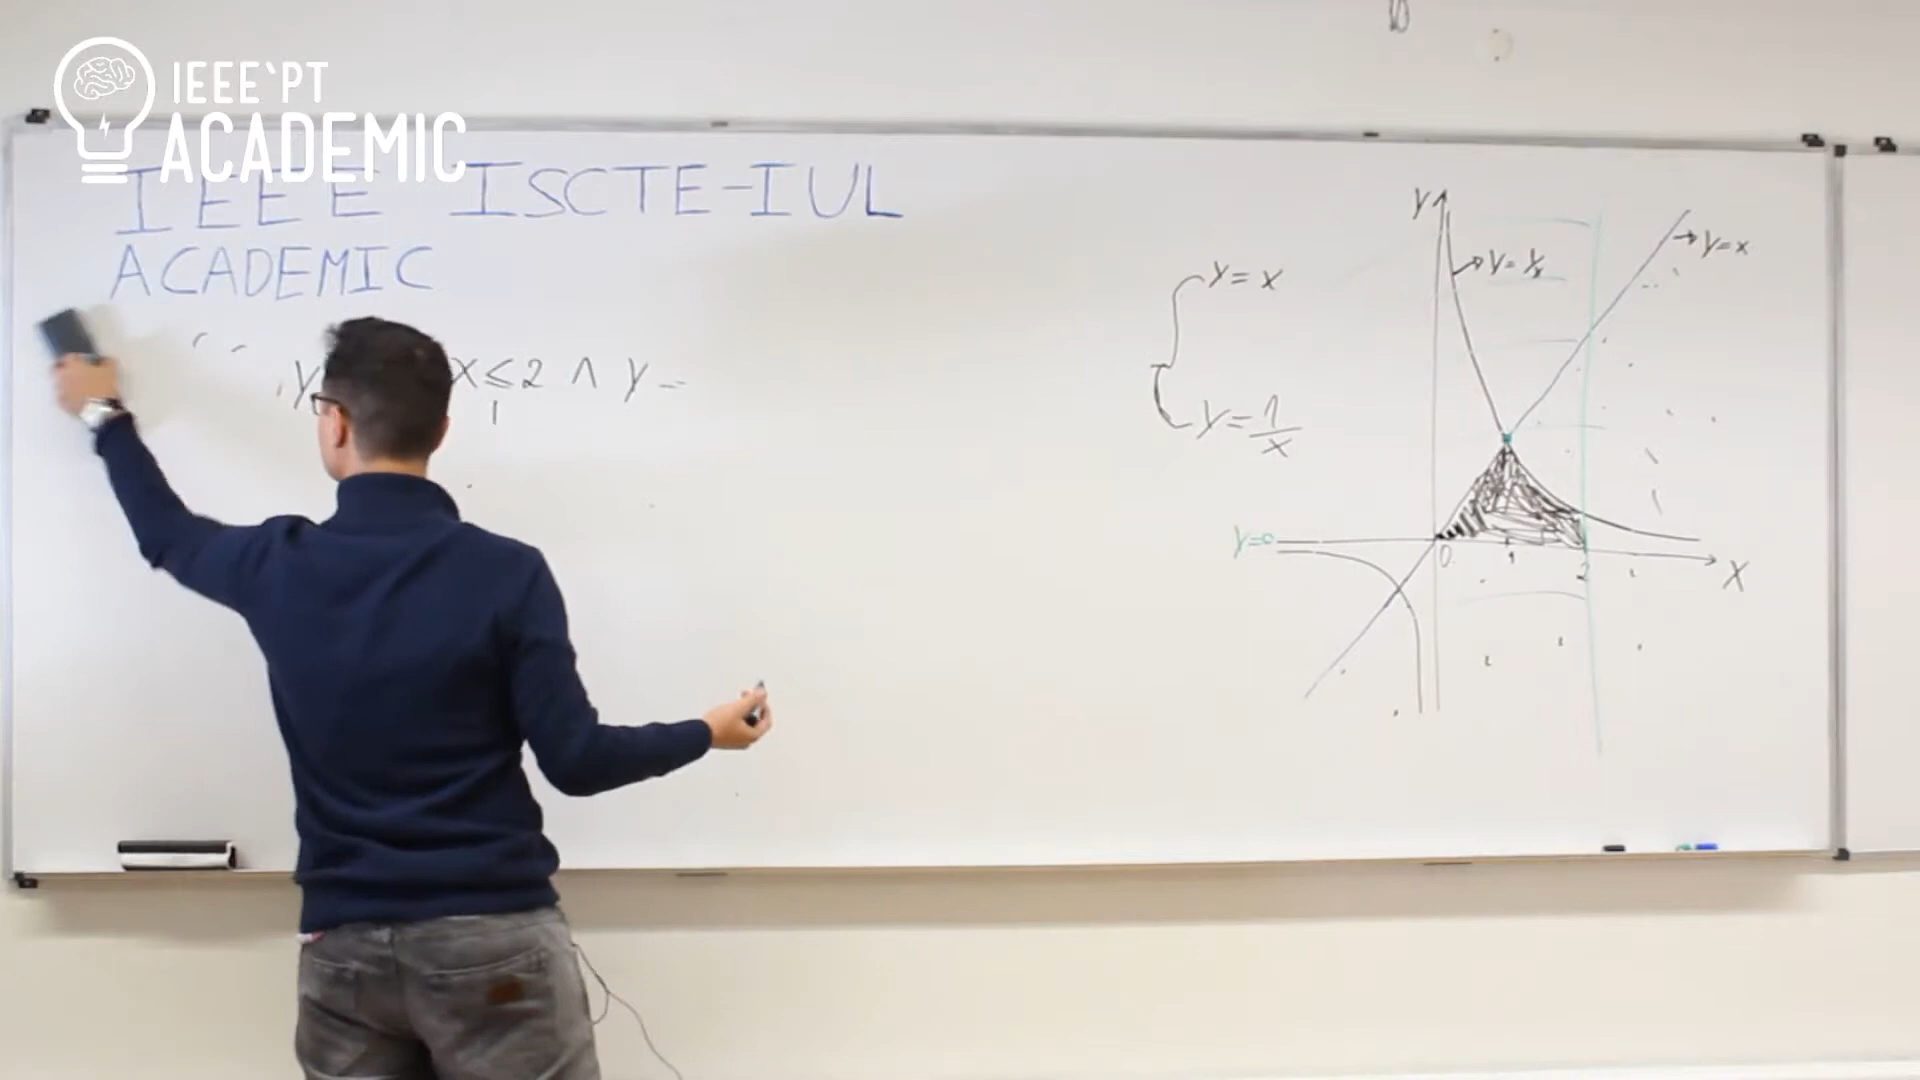 IEEE`PT
ACADEMIC
IEEE ISCTE-IUL
ACADEMIC
y
x≤2 ∧ y
y=x
y=1/x
y
y=1/x
y=x
y=0
0
1
2
x